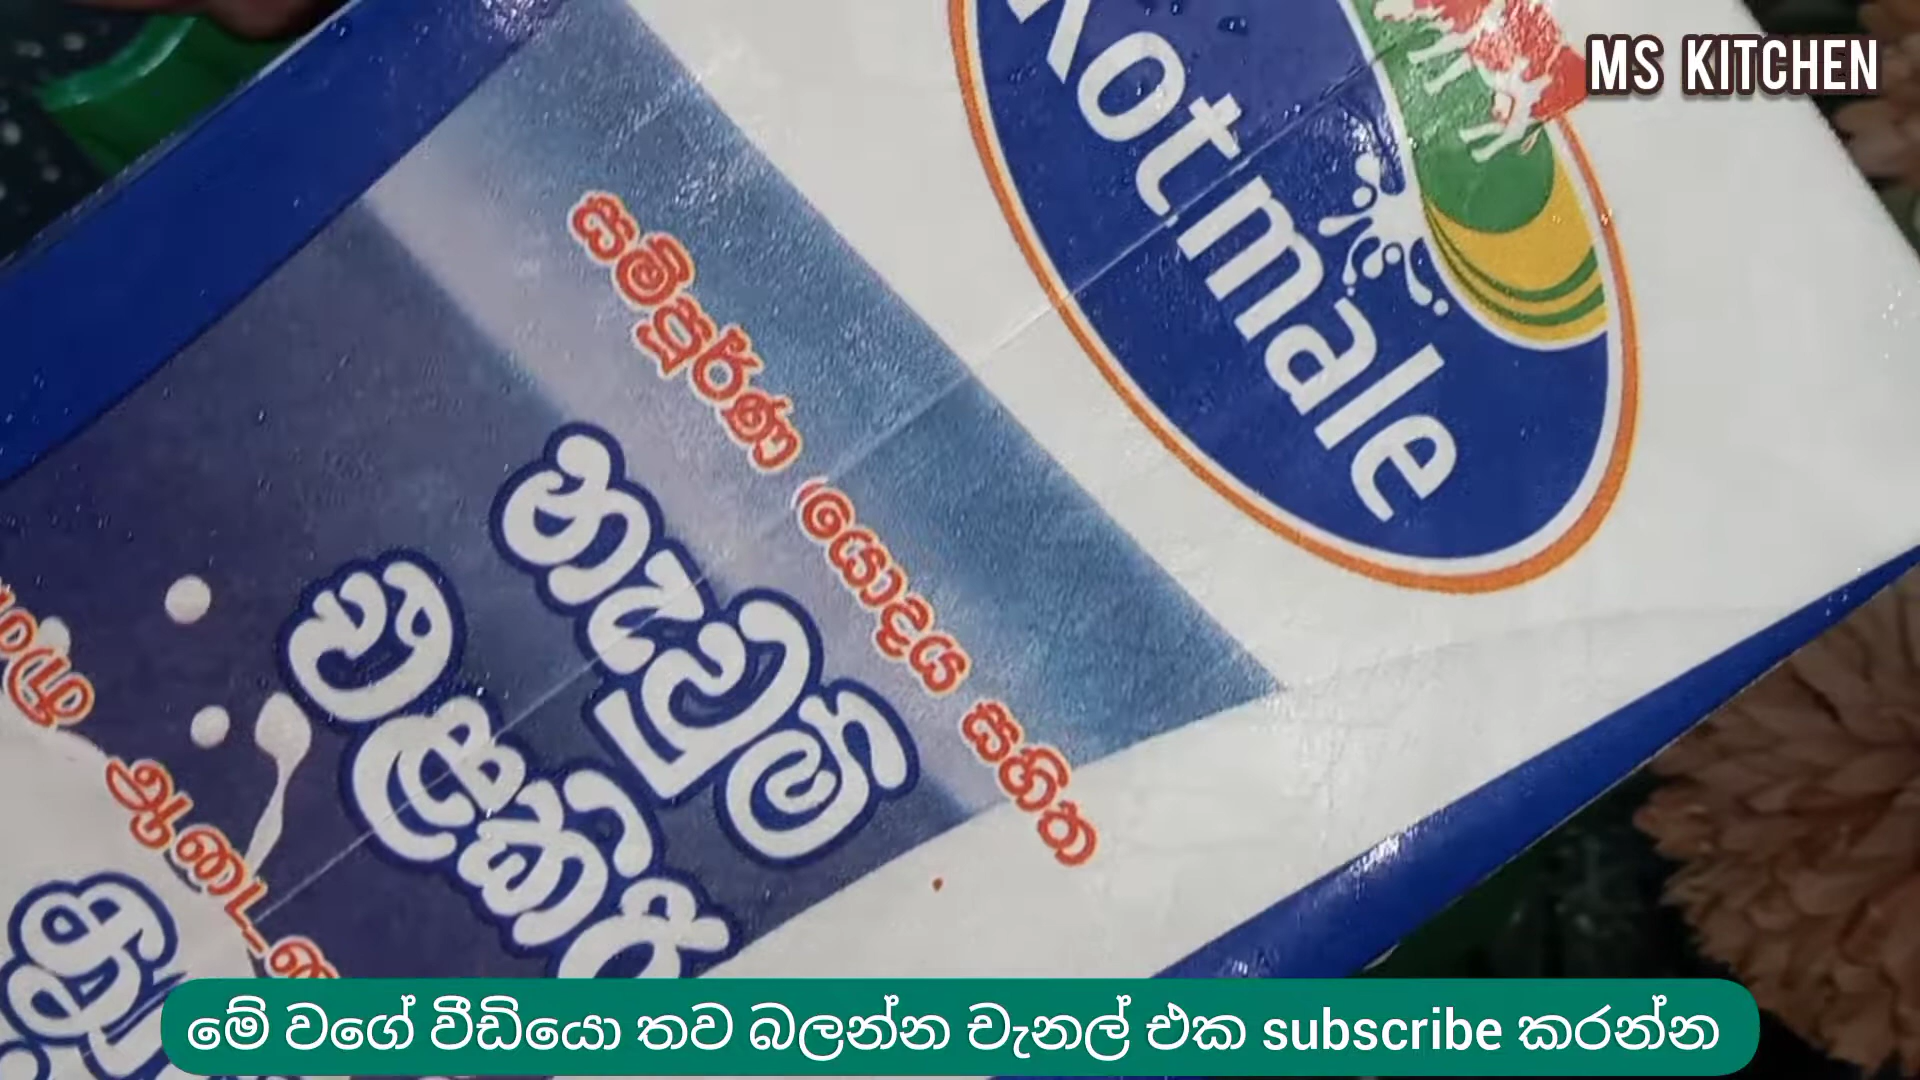 MS KITCHEN
Kotmale
සම්පූර්ණ යොදය සහිත
නැවුම්
එළකිරි
மே වගේ වීඩියෝ තව බලන්න චැනල් එක subscribe කරන්න